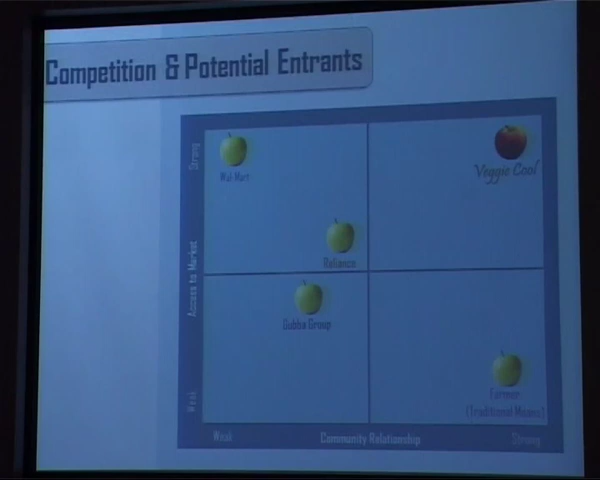 Competition & Potential Entrants
Strong
Wal Mart
Veggie Cool
Access to Market
Reliance
Gubba Group
Farmer
(Traditional Means)
Weak
Weak
Community Relationship
Strong